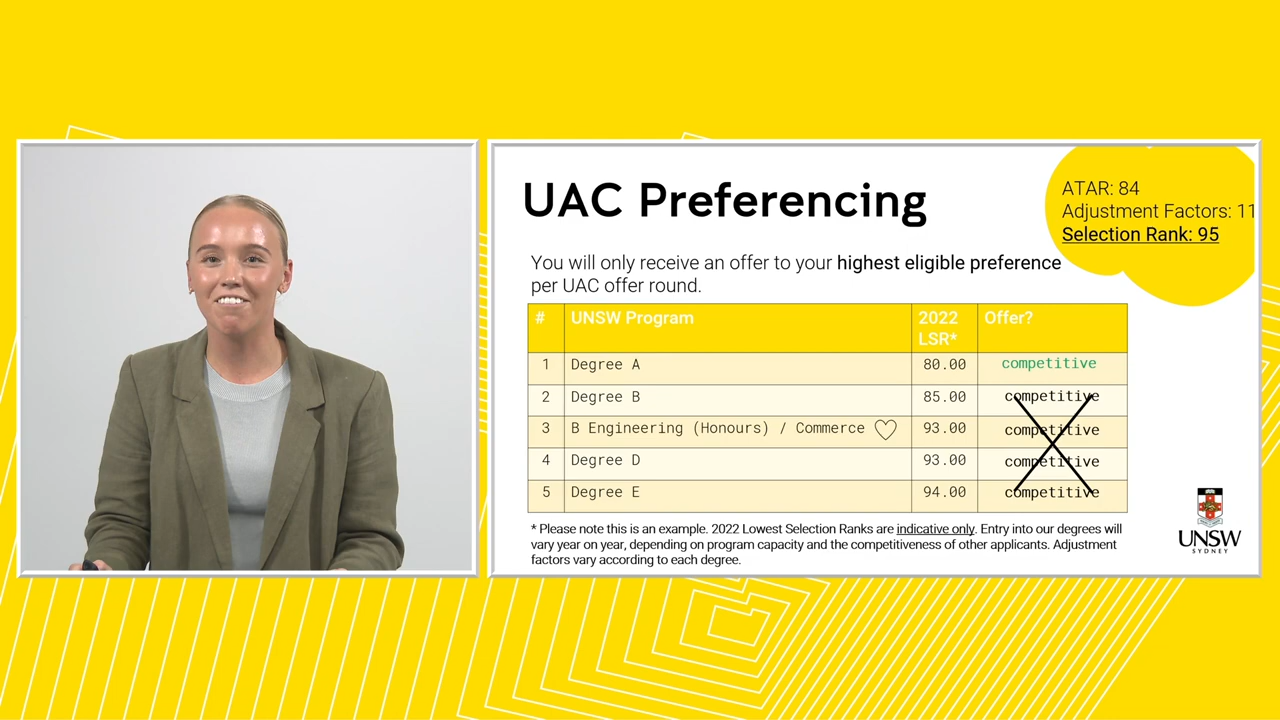 UAC Preferencing
ATAR: 84
Adjustment Factors: 11
Selection Rank: 95
You will only receive an offer to your highest eligible preference
per UAC offer round.
# UNSW Program 2022 LSR* Offer?
1 Degree A 80.00 competitive
2 Degree B 85.00 competitive
3 B Engineering (Honours) / Commerce 93.00 competitive
4 Degree D 93.00 competitive
5 Degree E 94.00 competitive
* Please note this is an example. 2022 Lowest Selection Ranks are indicative only. Entry into our degrees will
vary year on year, depending on program capacity and the competitiveness of other applicants. Adjustment
factors vary according to each degree.
UNSW
SYDNEY